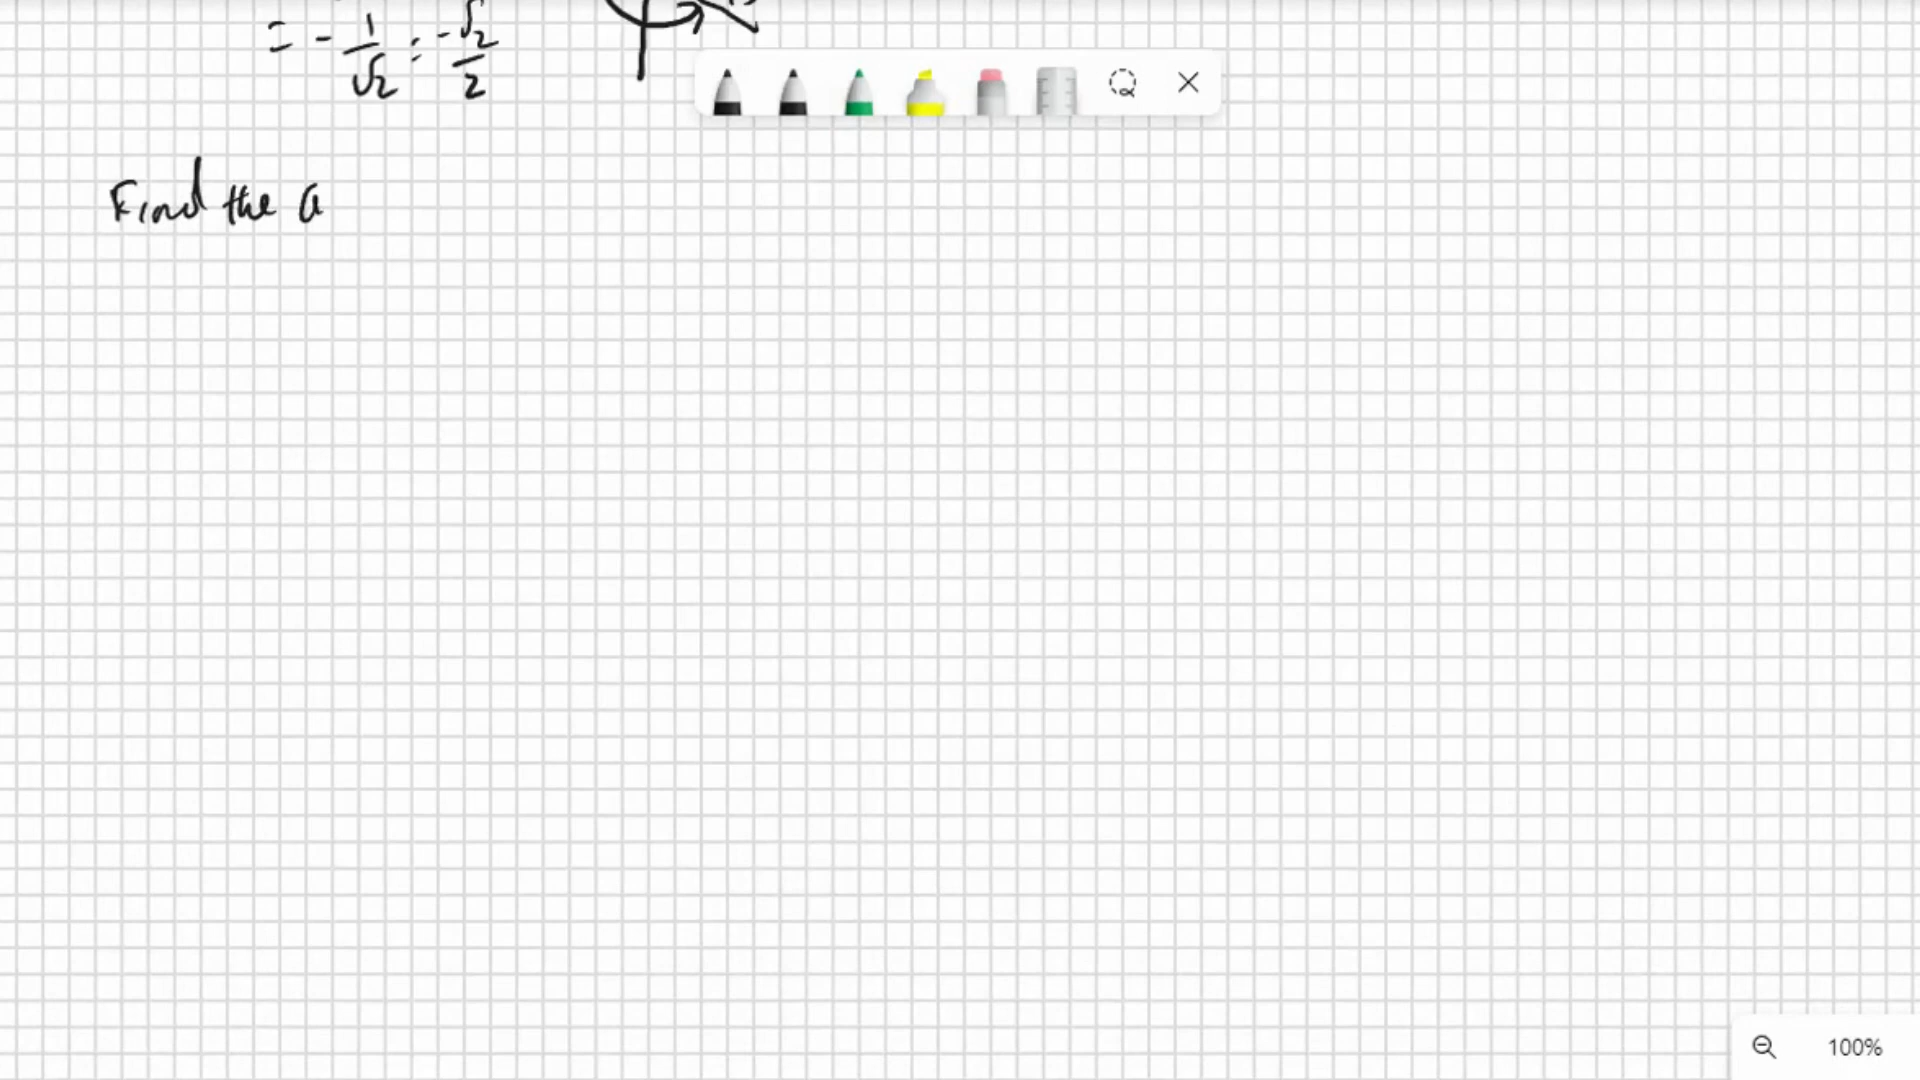 = - 1/√2 = -√2/2
Find the a
100%